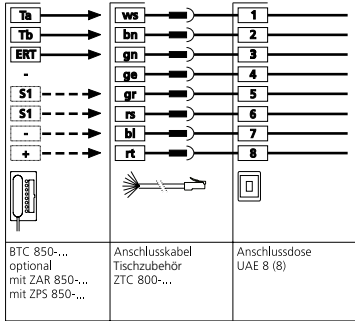 Ta ws 1
Tb bn 2
ERT gn 3
- ge 4
S1 gr 5
S1 rs 6
- bl 7
+ rt 8
BTC 850-...
optional
mit ZAR 850-...
mit ZPS 850-...
Anschlusskabel
Tischzubehör
ZTC 800-...
Anschlussdose
UAE 8 (8)